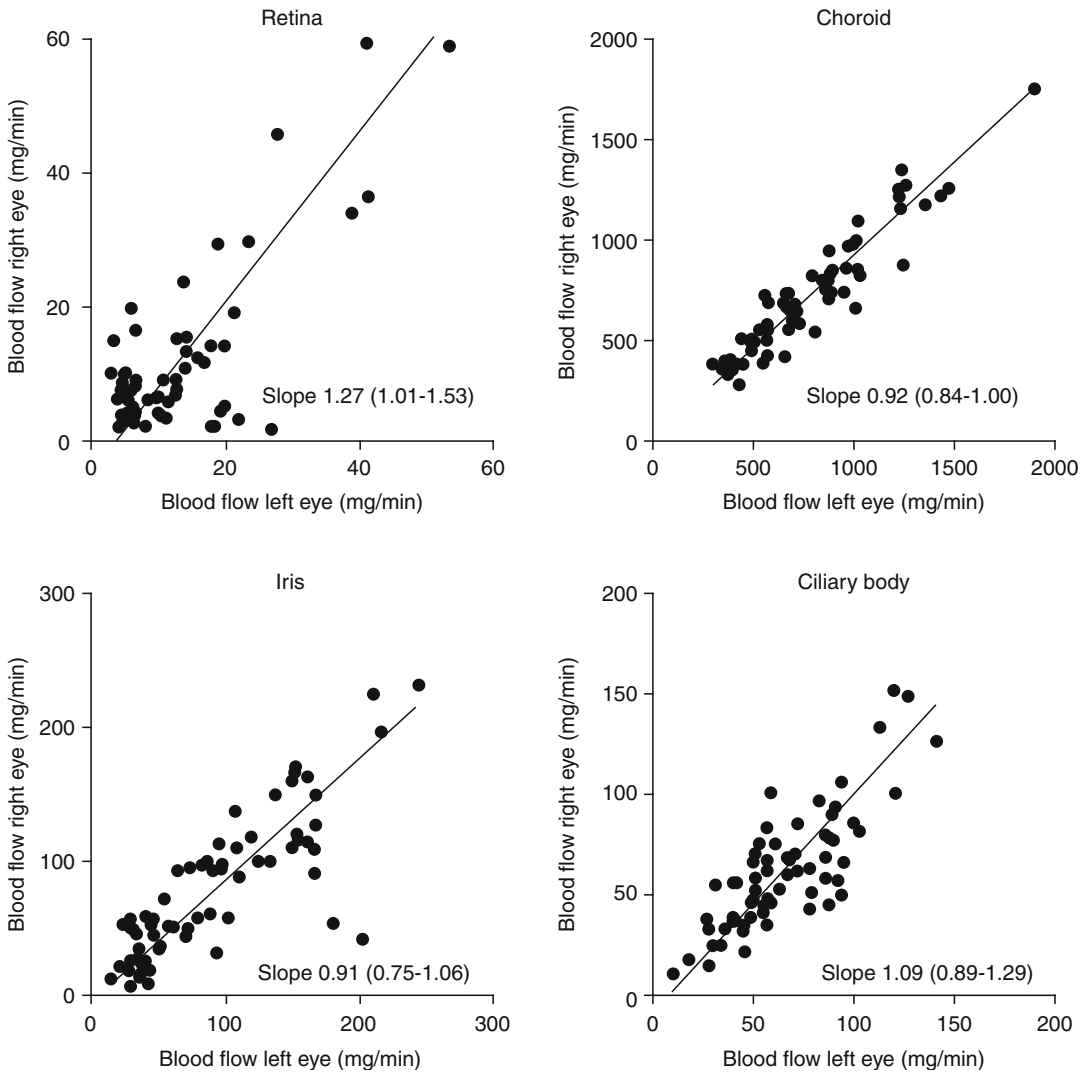 Retina
Blood flow right eye (mg/min)
60
40
20
0
0 20 40 60
Slope 1.27 (1.01-1.53)
Blood flow left eye (mg/min)
Choroid
Blood flow right eye (mg/min)
2000
1500
1000
500
0
0 500 1000 1500 2000
Slope 0.92 (0.84-1.00)
Blood flow left eye (mg/min)
Iris
Blood flow right eye (mg/min)
300
200
100
0
0 100 200 300
Slope 0.91 (0.75-1.06)
Blood flow left eye (mg/min)
Ciliary body
Blood flow right eye (mg/min)
200
150
100
50
0
0 50 100 150 200
Slope 1.09 (0.89-1.29)
Blood flow left eye (mg/min)